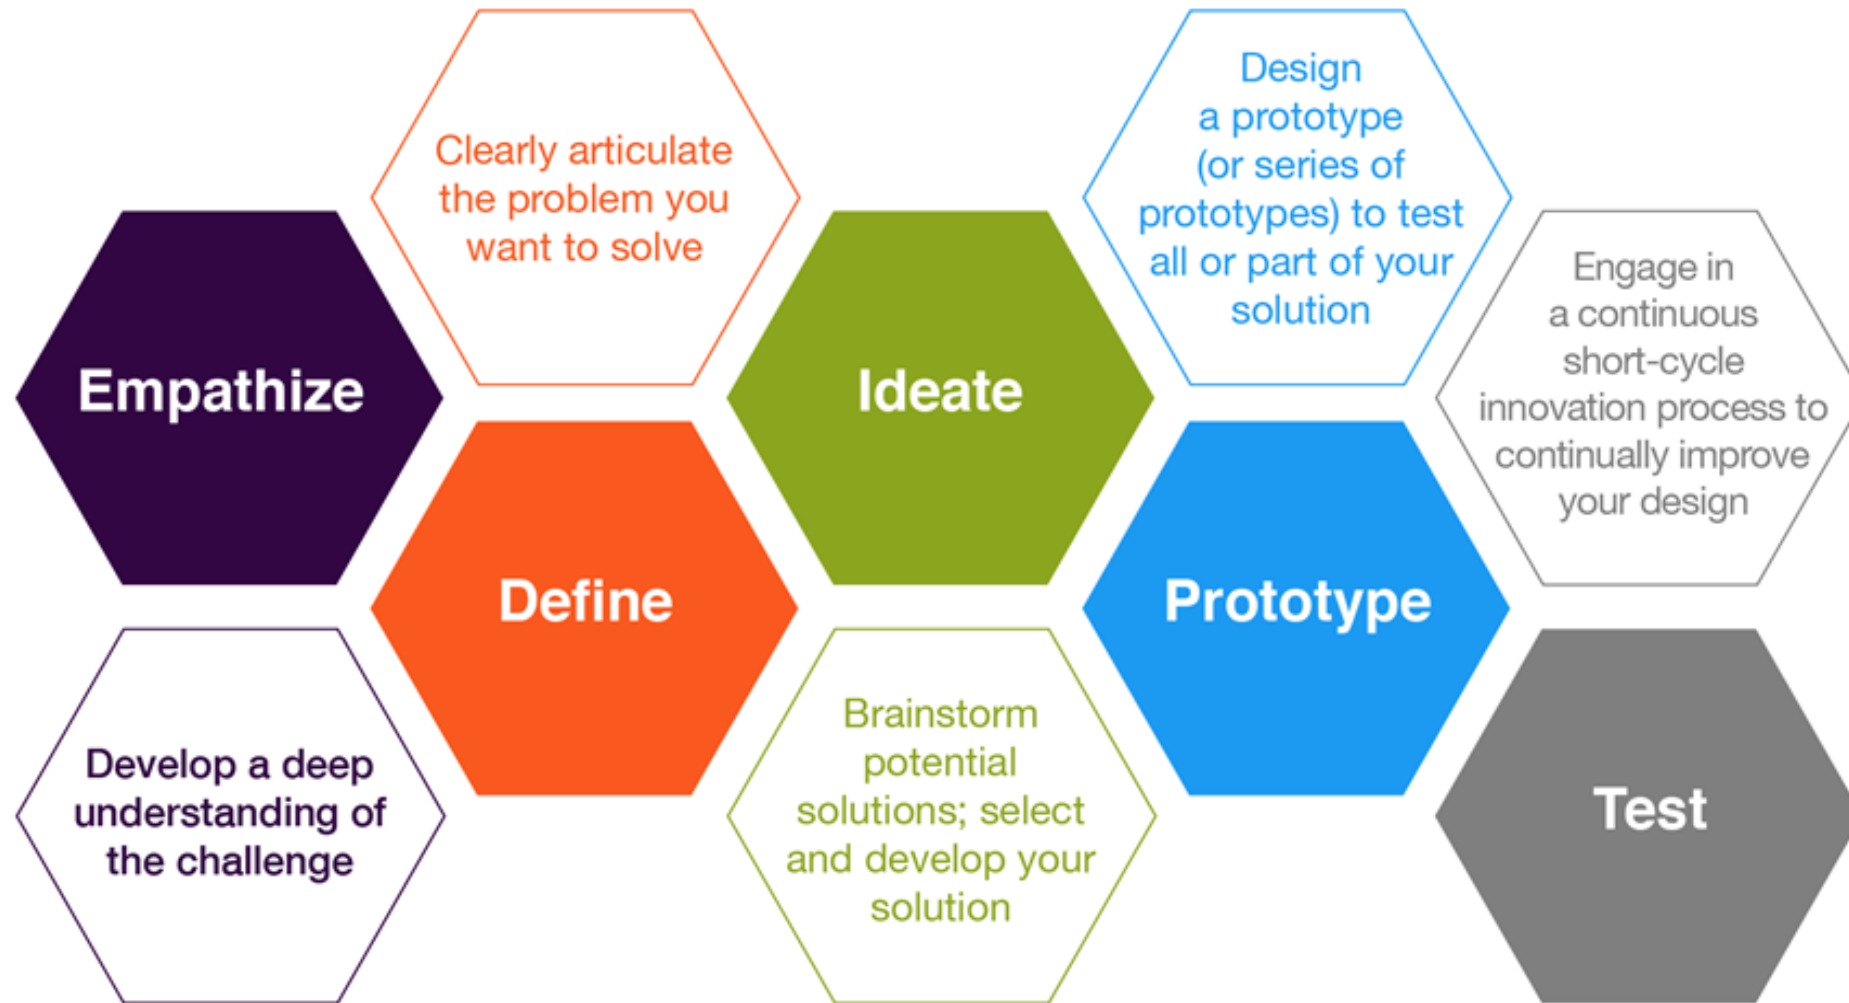 Empathize
Develop a deep
understanding of
the challenge
Clearly articulate
the problem you
want to solve
Define
Ideate
Brainstorm
potential
solutions; select
and develop your
solution
Design
a prototype
(or series of
prototypes) to test
all or part of your
solution
Prototype
Engage in
a continuous
short-cycle
innovation process to
continually improve
your design
Test